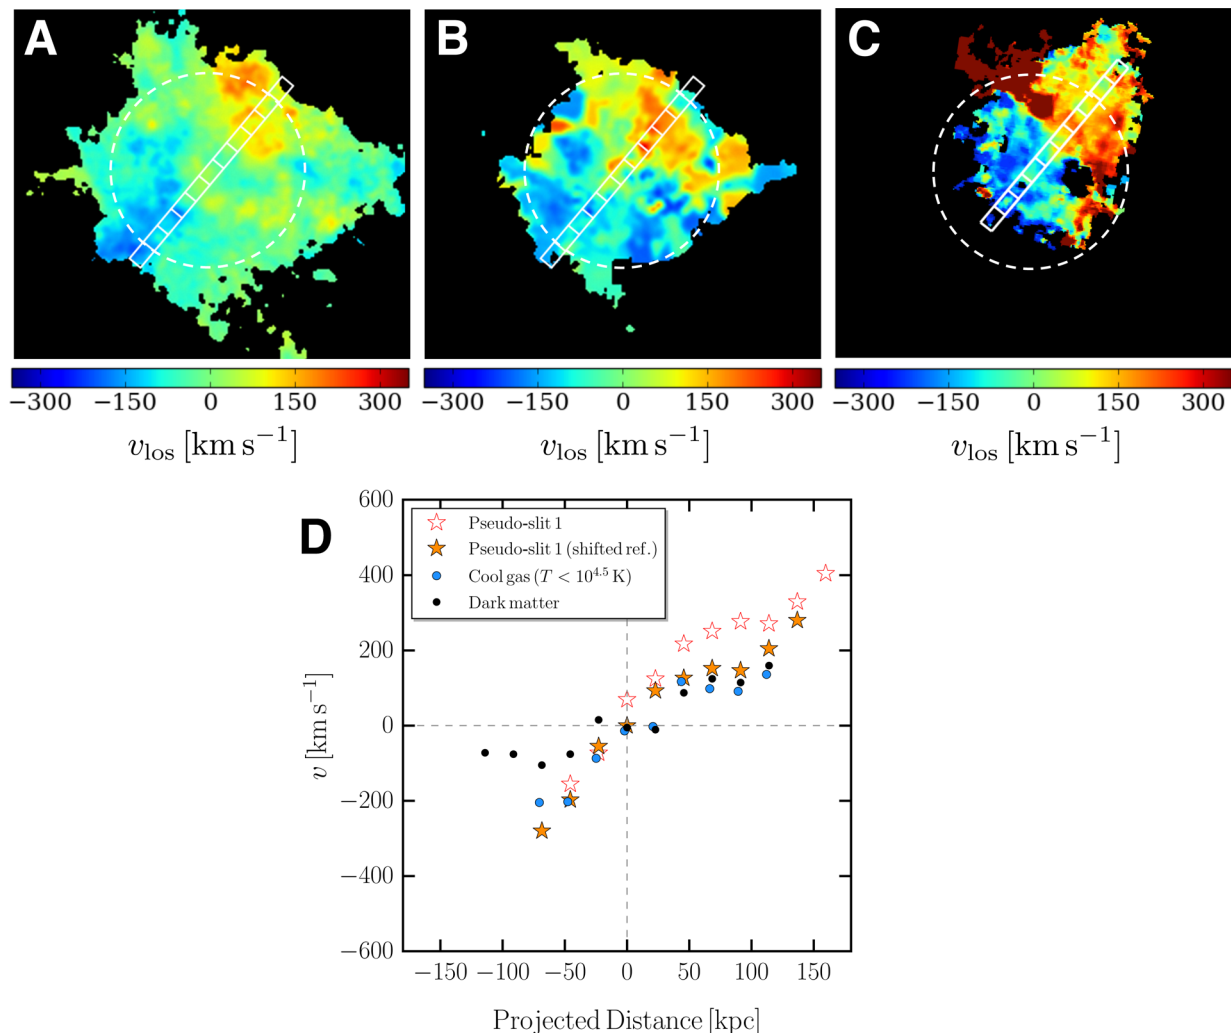 A
B
C
−300 −150 0 150 300
−300 −150 0 150 300
−300 −150 0 150 300
v_los [km s⁻¹]
v_los [km s⁻¹]
v_los [km s⁻¹]
D
Pseudo-slit 1
Pseudo-slit 1 (shifted ref.)
Cool gas (T < 10^4.5 K)
Dark matter
600
400
200
0
−200
−400
−600
v [km s⁻¹]
−150 −100 −50 0 50 100 150
Projected Distance [kpc]